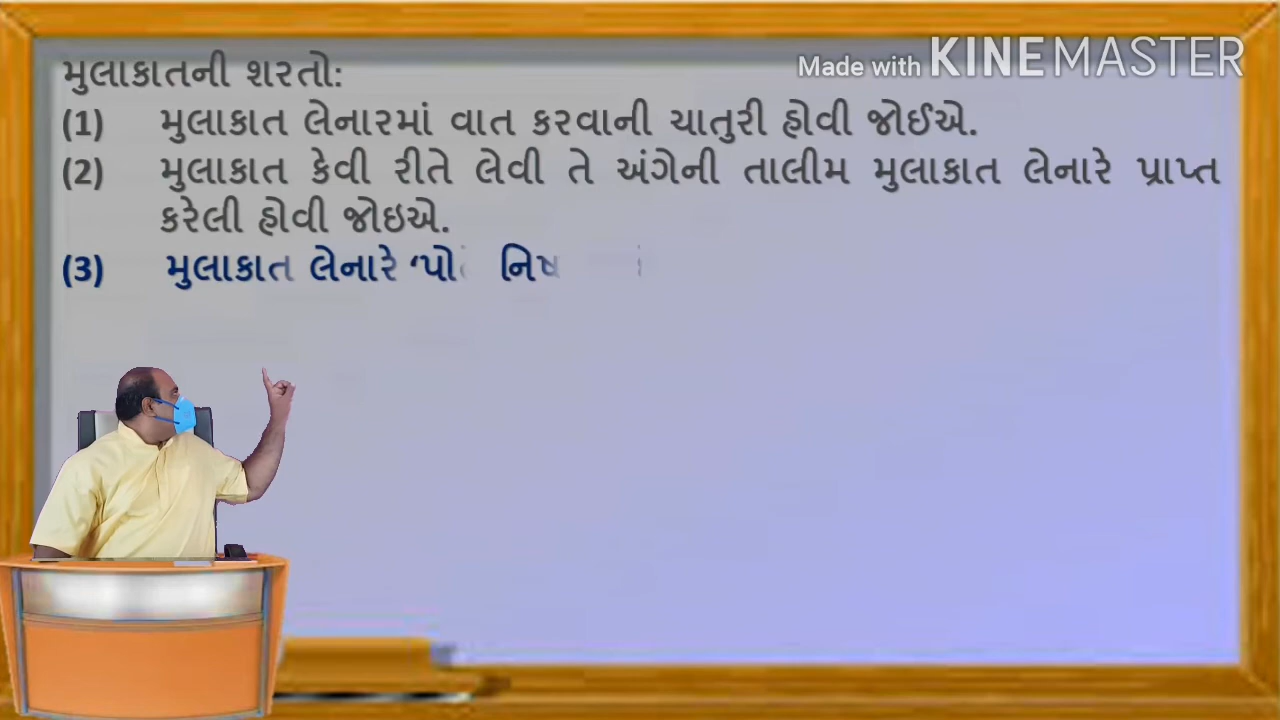 Made with KINEMASTER
મુલાકાતની શરતો:
(1) મુલાકાત લેનારમાં વાત કરવાની ચાતુરી હોવી જોઈએ.
(2) મુલાકાત કેવી રીતે લેવી તે અંગેની તાલીમ મુલાકાત લેનારે પ્રાપ્ત
કરેલી હોવી જોઇએ.
(3) મુલાકાત લેનારે